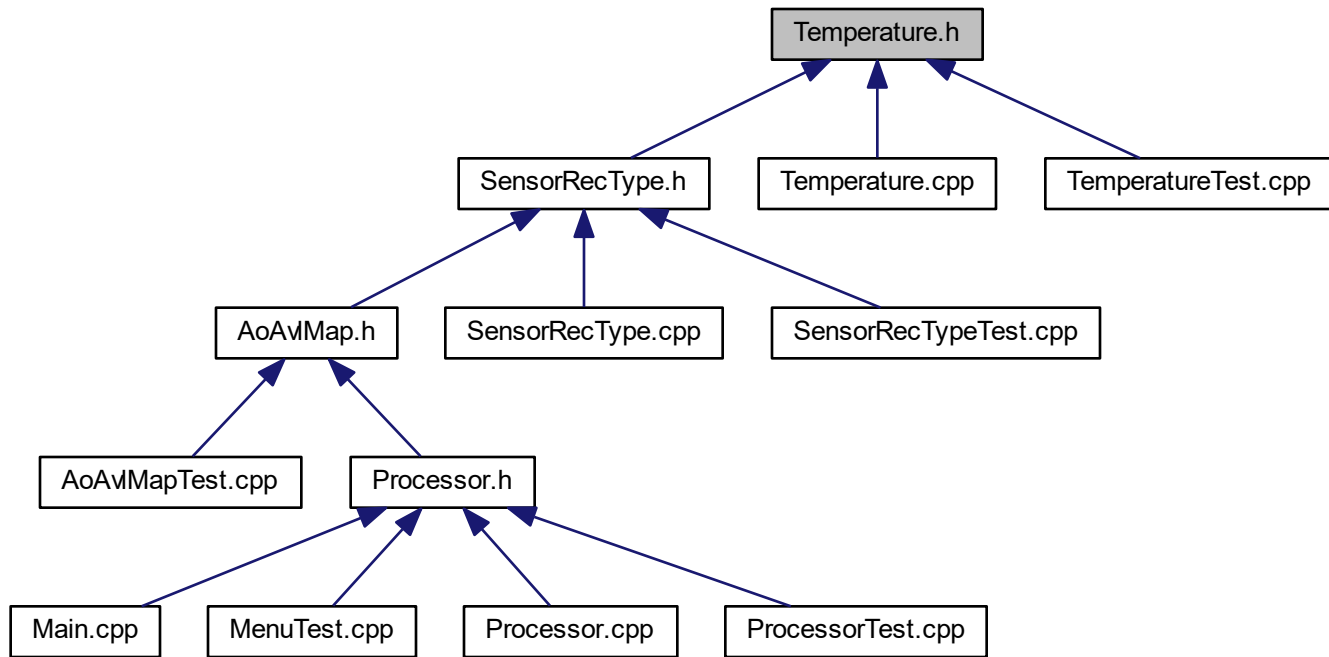 Temperature.h
SensorRecType.h
Temperature.cpp
TemperatureTest.cpp
AoAvlMap.h
SensorRecType.cpp
SensorRecTypeTest.cpp
AoAvlMapTest.cpp
Processor.h
Main.cpp
MenuTest.cpp
Processor.cpp
ProcessorTest.cpp